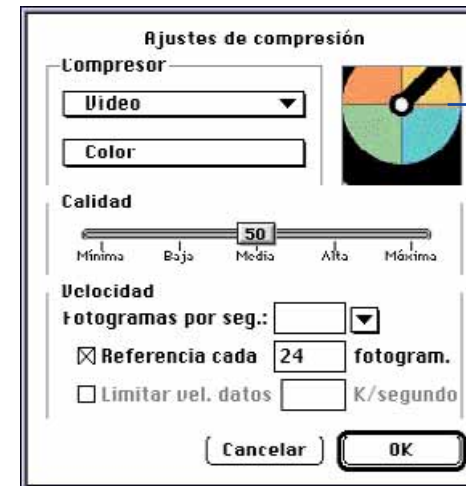 Ajustes de compresión
Compresor
Video
Color
Calidad
50
Mínima Baja Media Alta Máxima
Velocidad
Fotogramas por seg.:
Referencia cada 24 fotogram.
Limitar vel. datos K/segundo
Cancelar OK